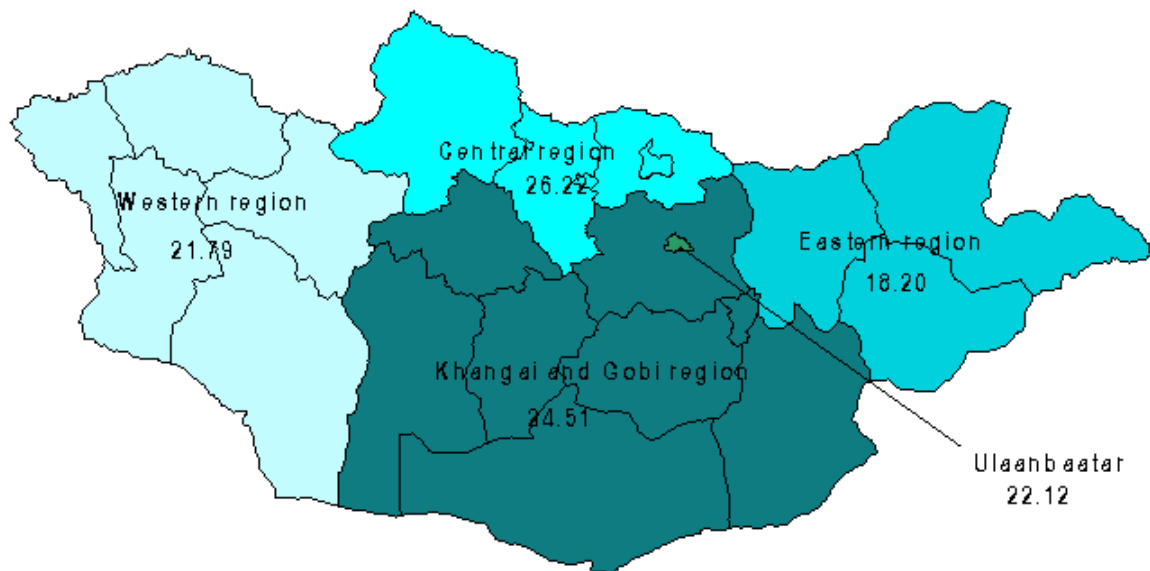 Central region
26.22
Western region
21.79
Eastern region
18.20
Khangai and Gobi region
24.51
Ulaanbaatar
22.12